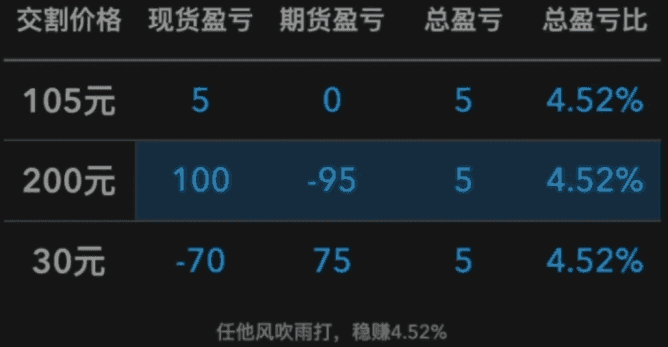 交割价格 现货盈亏 期货盈亏 总盈亏 总盈亏比
105元 5 0 5 4.52%
200元 100 -95 5 4.52%
30元 -70 75 5 4.52%
任他风吹雨打，稳赚4.52%